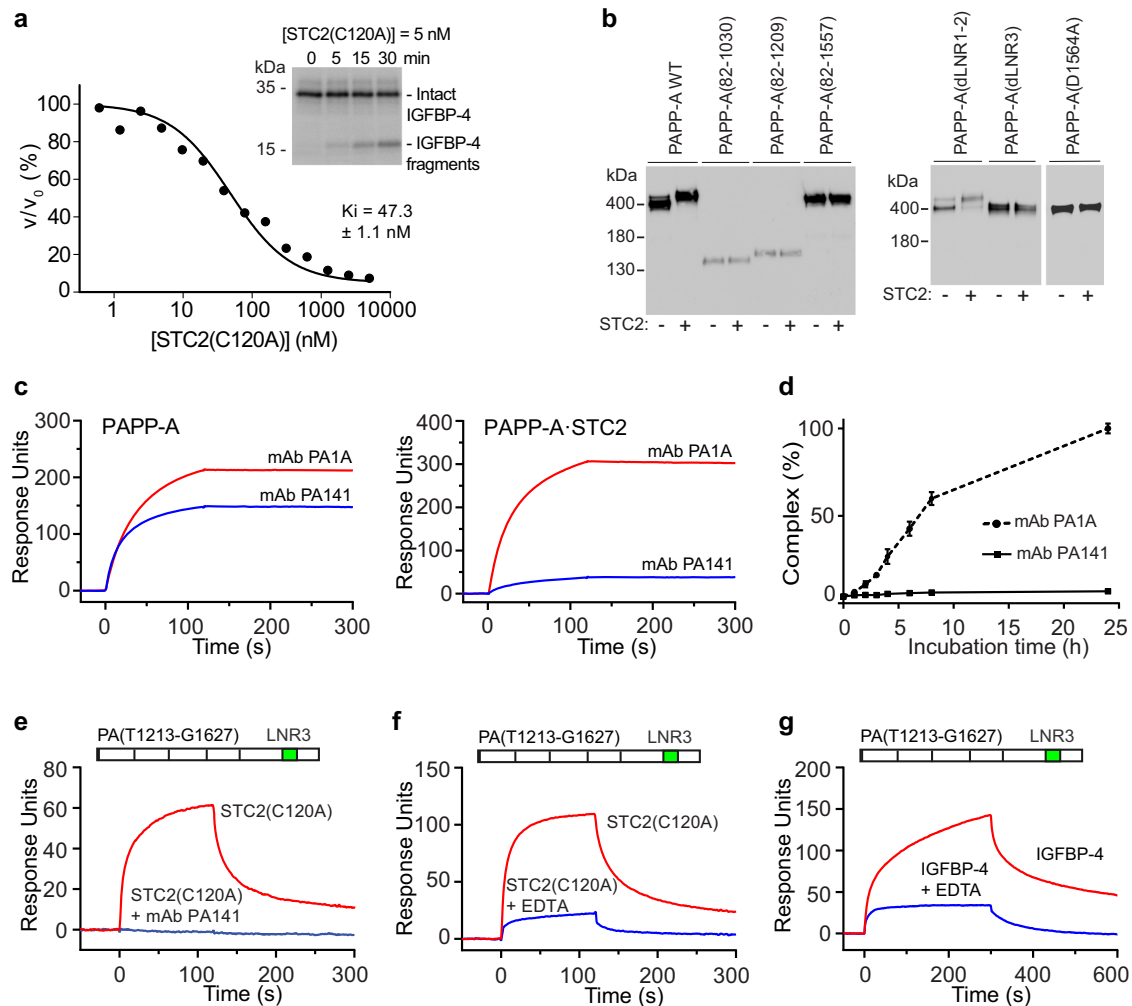 a
[STC2(C120A)] = 5 nM
0 5 15 30 min
kDa
35 -
15 -
- Intact
IGFBP-4
- IGFBP-4
fragments
100
80
60
40
20
0
v/v0 (%)
Ki = 47.3
± 1.1 nM
1 10 100 1000 10000
[STC2(C120A)] (nM)
b
PAPP-A WT
PAPP-A(82-1030)
PAPP-A(82-1209)
PAPP-A(82-1557)
kDa
400
180
130
STC2: - + - + - + - +
PAPP-A(dLNR1-2)
PAPP-A(dLNR3)
PAPP-A(D1564A)
kDa
400
180
STC2: - + - + - +
c
PAPP-A
300
200
100
0
Response Units
mAb PA1A
mAb PA141
0 100 200 300
Time (s)
PAPP-A·STC2
400
300
200
100
0
Response Units
mAb PA1A
mAb PA141
0 100 200 300
Time (s)
d
100
50
0
Complex (%)
mAb PA1A
mAb PA141
0 5 10 15 20 25
Incubation time (h)
e
PA(T1213-G1627) LNR3
80
60
40
20
0
Response Units
STC2(C120A)
STC2(C120A)
+ mAb PA141
0 100 200 300
Time (s)
f
PA(T1213-G1627) LNR3
150
100
50
0
Response Units
STC2(C120A)
STC2(C120A)
+ EDTA
0 100 200 300
Time (s)
g
PA(T1213-G1627) LNR3
200
150
100
50
0
Response Units
IGFBP-4
IGFBP-4
+ EDTA
0 200 400 600
Time (s)